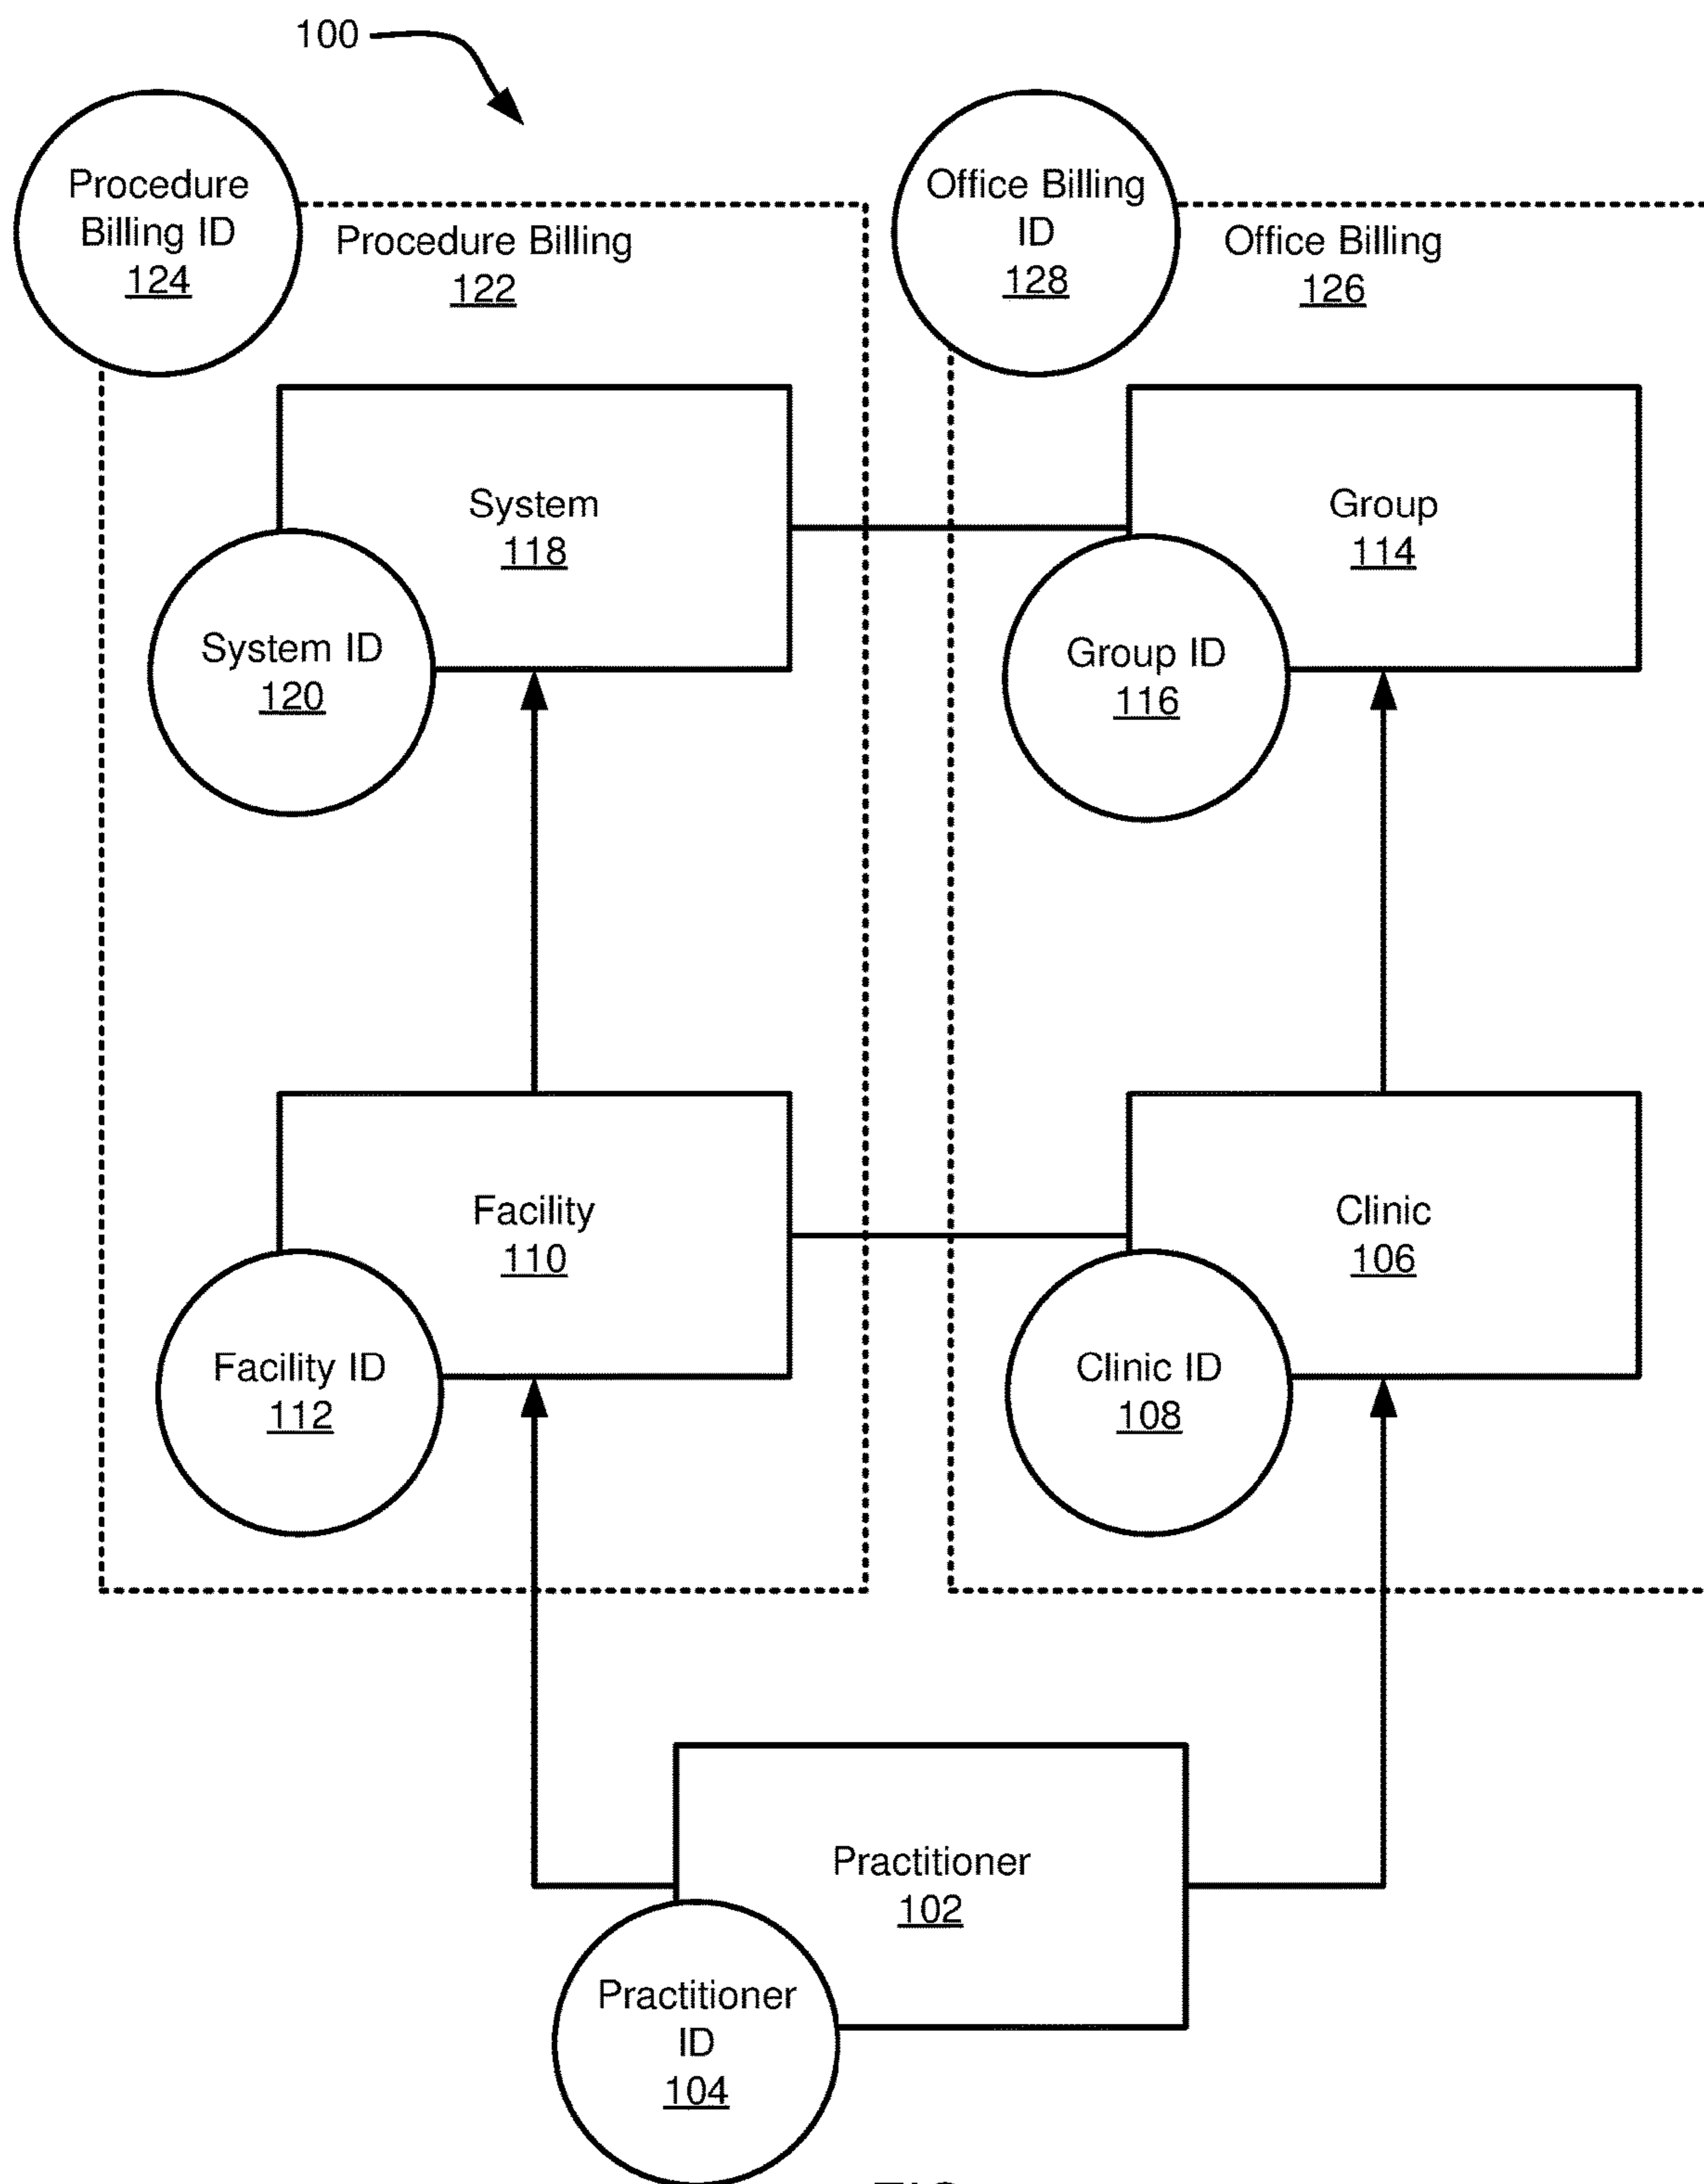 100
Procedure
Billing ID
124
Procedure Billing
122
Office Billing
ID
128
Office Billing
126
System
118
Group
114
System ID
120
Group ID
116
Facility
110
Clinic
106
Facility ID
112
Clinic ID
108
Practitioner
102
Practitioner
ID
104